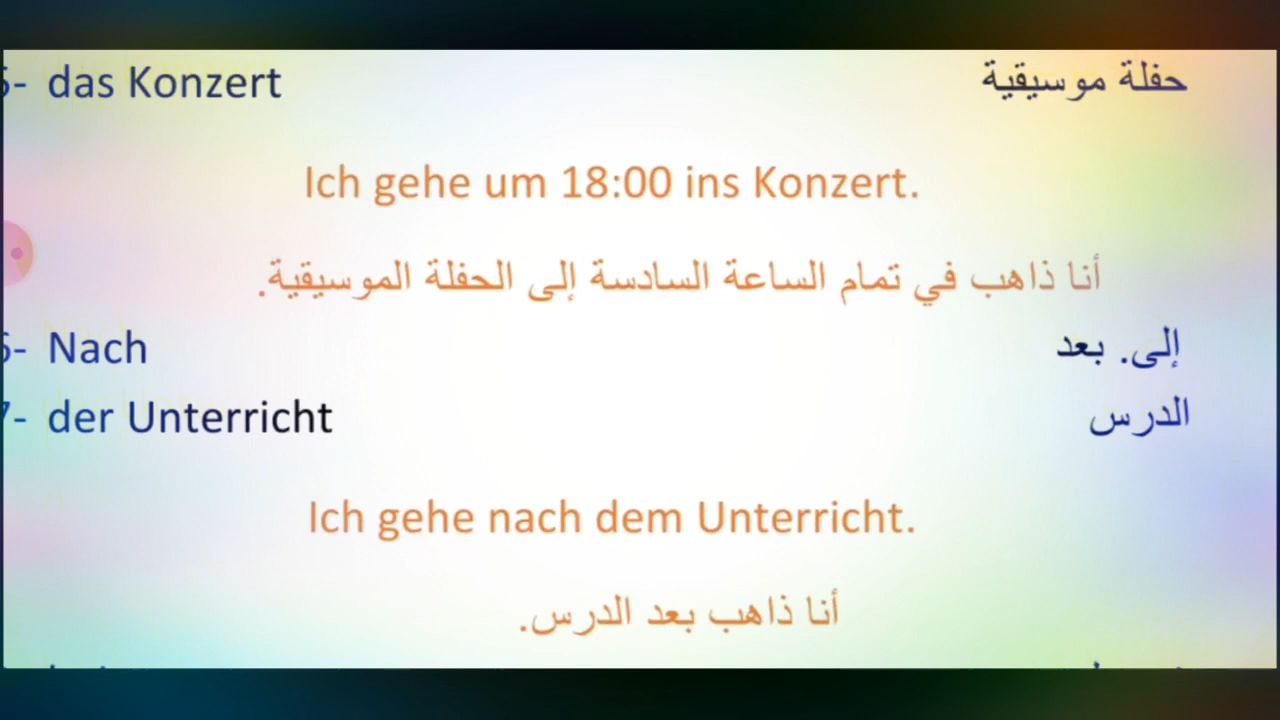 5- das Konzert حفلة موسيقية
Ich gehe um 18:00 ins Konzert.
أنا ذاهب في تمام الساعة السادسة إلى الحفلة الموسيقية.
6- Nach إلى. بعد
7- der Unterricht الدرس
Ich gehe nach dem Unterricht.
أنا ذاهب بعد الدرس.